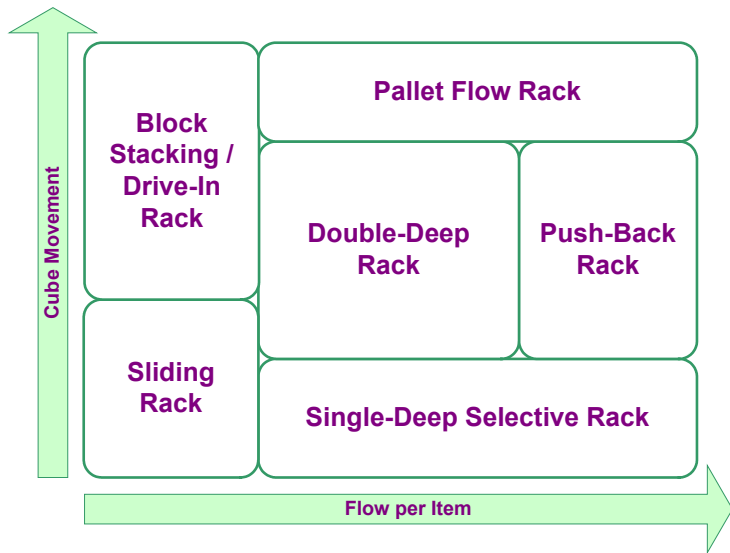 Cube Movement
Block
Stacking /
Drive-In
Rack
Pallet Flow Rack
Double-Deep
Rack
Push-Back
Rack
Sliding
Rack
Single-Deep Selective Rack
Flow per Item